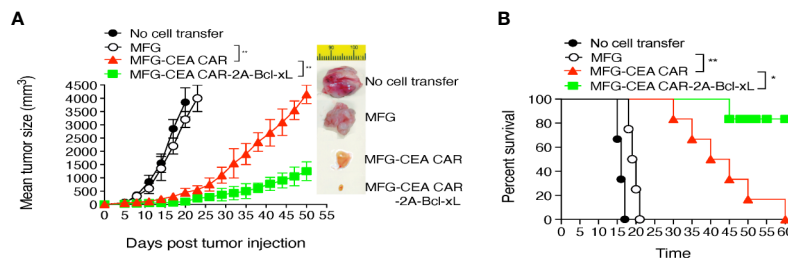 A
No cell transfer
MFG
MFG-CEA CAR
MFG-CEA CAR-2A-Bcl-xL
**
**
Mean tumor size (mm³)
4500
4000
3500
3000
2500
2000
1500
1000
500
0
0 5 10 15 20 25 30 35 40 45 50 55
Days post tumor injection
No cell transfer
MFG
MFG-CEA CAR
MFG-CEA CAR
-2A-Bcl-xL
B
No cell transfer
MFG
MFG-CEA CAR
MFG-CEA CAR-2A-Bcl-xL
**
*
Percent survival
100
80
60
40
20
0
0 5 10 15 20 25 30 35 40 45 50 55 60
Time